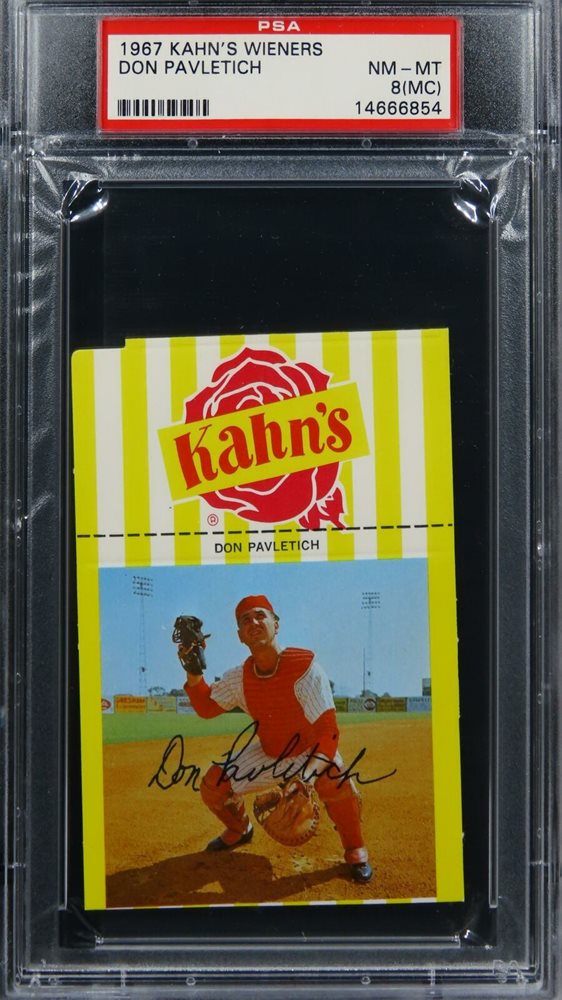 PSA
1967 KAHN'S WIENERS
DON PAVLETICH
NM - MT
8(MC)
14666854
Kahn's
®
DON PAVLETICH
Don Pavletich